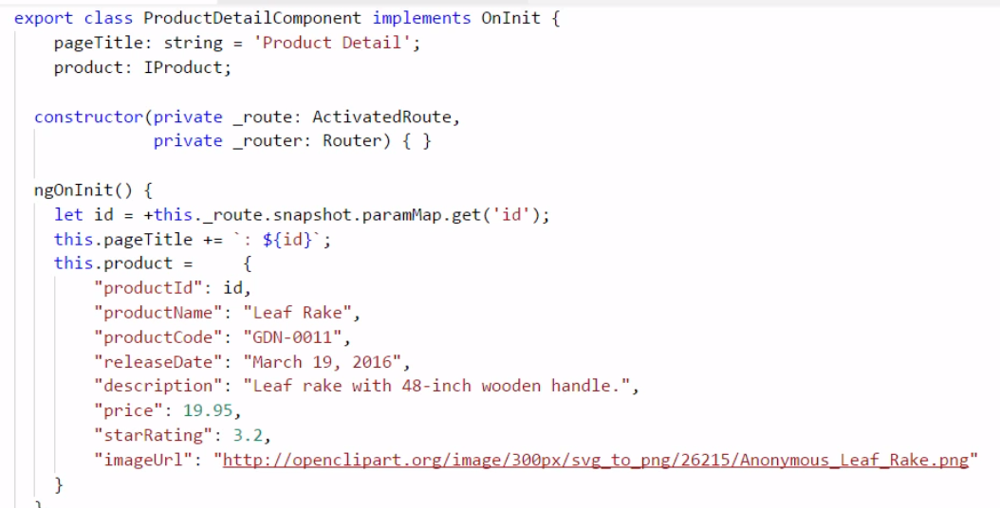 export class ProductDetailComponent implements OnInit {
pageTitle: string = 'Product Detail';
product: IProduct;
constructor(private _route: ActivatedRoute,
private _router: Router) { }
ngOnInit() {
let id = +this._route.snapshot.paramMap.get('id');
this.pageTitle += `: ${id}`;
this.product = {
"productId": id,
"productName": "Leaf Rake",
"productCode": "GDN-0011",
"releaseDate": "March 19, 2016",
"description": "Leaf rake with 48-inch wooden handle.",
"price": 19.95,
"starRating": 3.2,
"imageUrl": "http://openclipart.org/image/300px/svg_to_png/26215/Anonymous_Leaf_Rake.png"
}
}